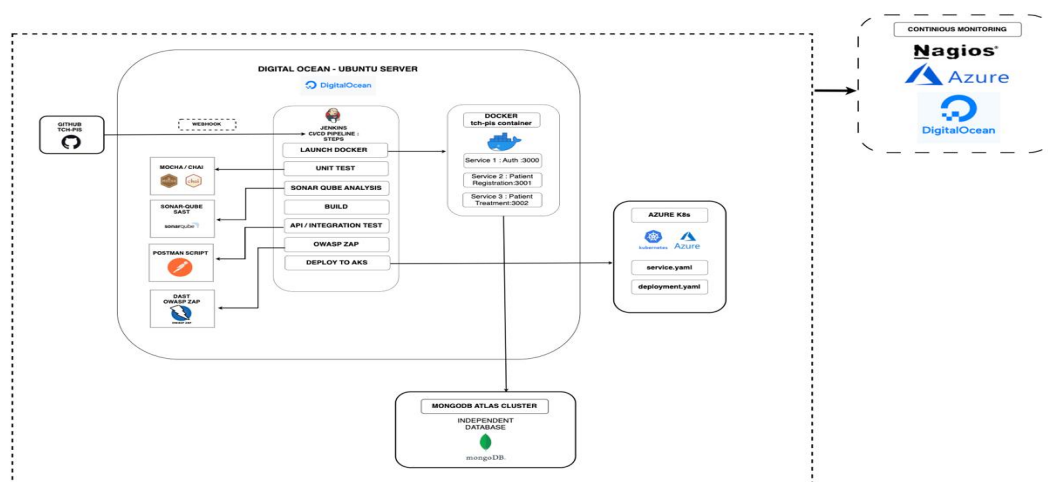 CONTINIOUS MONITORING
Nagios®
Azure
DigitalOcean
DIGITAL OCEAN - UBUNTU SERVER
DigitalOcean
GITHUB
TCH-PIS
WEBHOOK
JENKINS
CI/CD PIPELINE :
STEPS
LAUNCH DOCKER
UNIT TEST
SONAR QUBE ANALYSIS
BUILD
API / INTEGRATION TEST
OWASP ZAP
DEPLOY TO AKS
MOCHA / CHAI
chai
SONAR-QUBE
SAST
sonarqube
POSTMAN SCRIPT
DAST
OWASP ZAP
OWASP ZAP
DOCKER
tch-pis container
Service 1 : Auth :3000
Service 2 : Patient
Registration:3001
Service 3 : Patient
Treatment:3002
AZURE K8s
kubernetes
Azure
service.yaml
deployment.yaml
MONGODB ATLAS CLUSTER
INDEPENDENT
DATABASE
mongoDB.